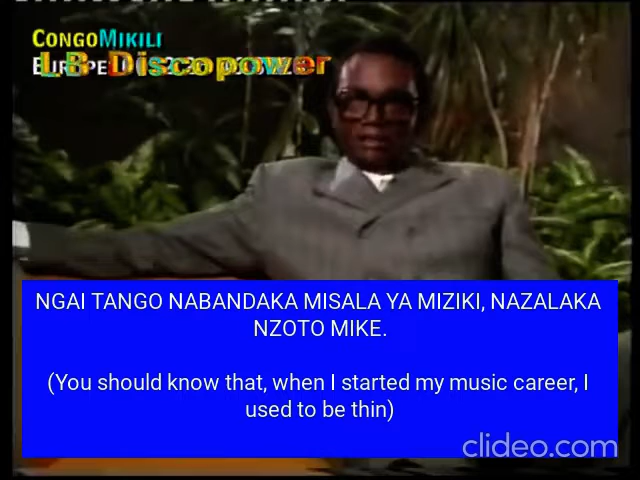 CONGOMIKILI
LB Discopower
NGAI TANGO NABANDAKA MISALA YA MIZIKI, NAZALAKA
NZOTO MIKE.
(You should know that, when I started my music career, I
used to be thin)
clideo.com